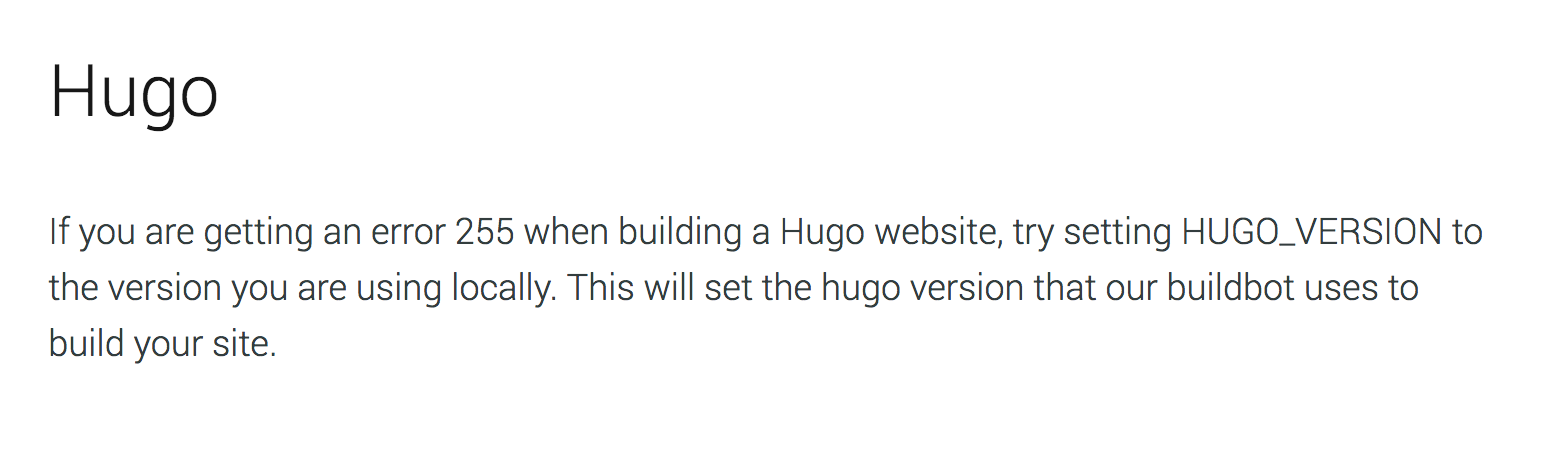 Hugo
If you are getting an error 255 when building a Hugo website, try setting HUGO_VERSION to
the version you are using locally. This will set the hugo version that our buildbot uses to
build your site.